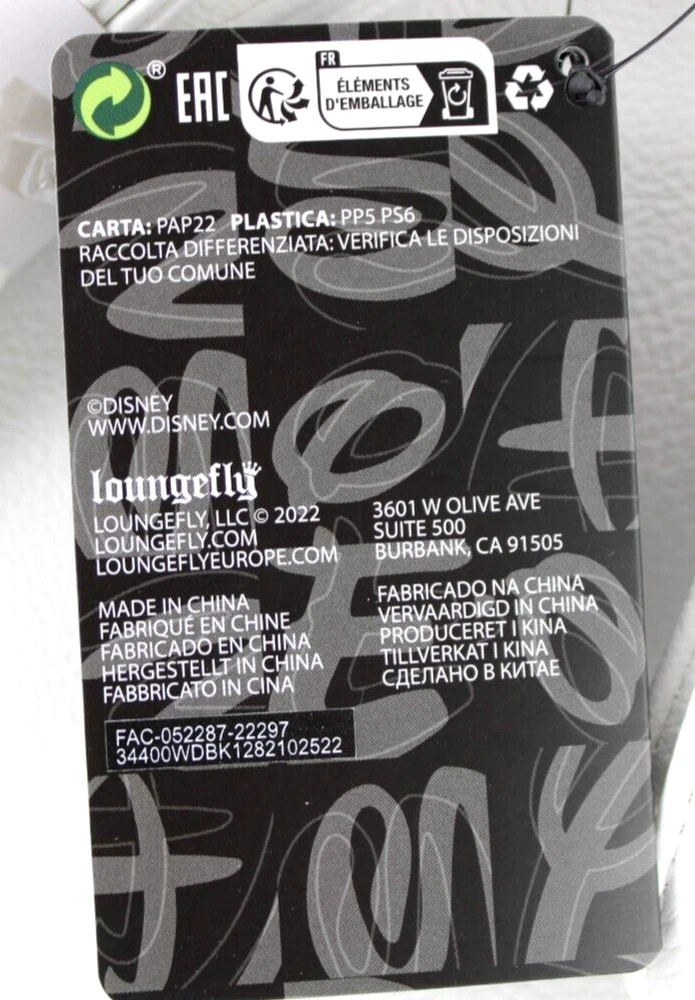 ® EAC FR
ÉLÉMENTS
D'EMBALLAGE
CARTA: PAP22 PLASTICA: PP5 PS6
RACCOLTA DIFFERENZIATA: VERIFICA LE DISPOSIZIONI
DEL TUO COMUNE
©DISNEY
WWW.DISNEY.COM
loungefly
LOUNGEFLY, LLC © 2022
LOUNGEFLY.COM
LOUNGEFLYEUROPE.COM
3601 W OLIVE AVE
SUITE 500
BURBANK, CA 91505
MADE IN CHINA
FABRIQUÉ EN CHINE
FABRICADO EN CHINA
HERGESTELLT IN CHINA
FABBRICATO IN CINA
FABRICADO NA CHINA
VERVAARDIGD IN CHINA
PRODUCERET I KINA
TILLVERKAT I KINA
СДЕЛАНО В КИТАЕ
FAC-052287-22297
34400WDBK1282102522